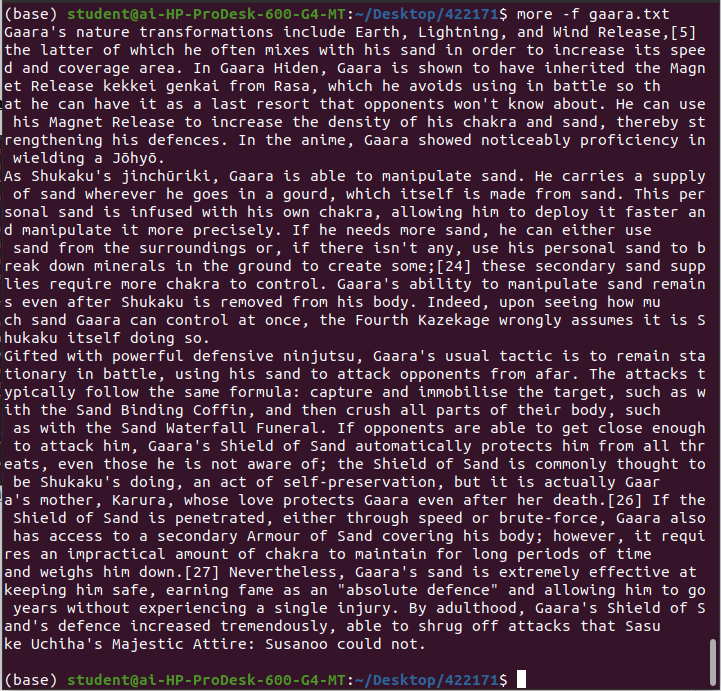 (base) student@ai-HP-ProDesk-600-G4-MT:~/Desktop/422171$ more -f gaara.txt
Gaara's nature transformations include Earth, Lightning, and Wind Release,[5]
the latter of which he often mixes with his sand in order to increase its spee
d and coverage area. In Gaara Hiden, Gaara is shown to have inherited the Magn
et Release kekkei genkai from Rasa, which he avoids using in battle so th
at he can have it as a last resort that opponents won't know about. He can use
 his Magnet Release to increase the density of his chakra and sand, thereby st
rengthening his defences. In the anime, Gaara showed noticeably proficiency in
 wielding a Jōhyō.
As Shukaku's jinchūriki, Gaara is able to manipulate sand. He carries a supply
 of sand wherever he goes in a gourd, which itself is made from sand. This per
sonal sand is infused with his own chakra, allowing him to deploy it faster an
d manipulate it more precisely. If he needs more sand, he can either use
 sand from the surroundings or, if there isn't any, use his personal sand to b
reak down minerals in the ground to create some;[24] these secondary sand supp
lies require more chakra to control. Gaara's ability to manipulate sand remain
s even after Shukaku is removed from his body. Indeed, upon seeing how mu
ch sand Gaara can control at once, the Fourth Kazekage wrongly assumes it is S
hukaku itself doing so.
Gifted with powerful defensive ninjutsu, Gaara's usual tactic is to remain sta
tionary in battle, using his sand to attack opponents from afar. The attacks t
ypically follow the same formula: capture and immobilise the target, such as w
ith the Sand Binding Coffin, and then crush all parts of their body, such
 as with the Sand Waterfall Funeral. If opponents are able to get close enough
 to attack him, Gaara's Shield of Sand automatically protects him from all thr
eats, even those he is not aware of; the Shield of Sand is commonly thought to
 be Shukaku's doing, an act of self-preservation, but it is actually Gaar
a's mother, Karura, whose love protects Gaara even after her death.[26] If the
 Shield of Sand is penetrated, either through speed or brute-force, Gaara also
 has access to a secondary Armour of Sand covering his body; however, it requi
res an impractical amount of chakra to maintain for long periods of time
and weighs him down.[27] Nevertheless, Gaara's sand is extremely effective at
keeping him safe, earning fame as an "absolute defence" and allowing him to go
 years without experiencing a single injury. By adulthood, Gaara's Shield of S
and's defence increased tremendously, able to shrug off attacks that Sasu
ke Uchiha's Majestic Attire: Susanoo could not.
(base) student@ai-HP-ProDesk-600-G4-MT:~/Desktop/422171$